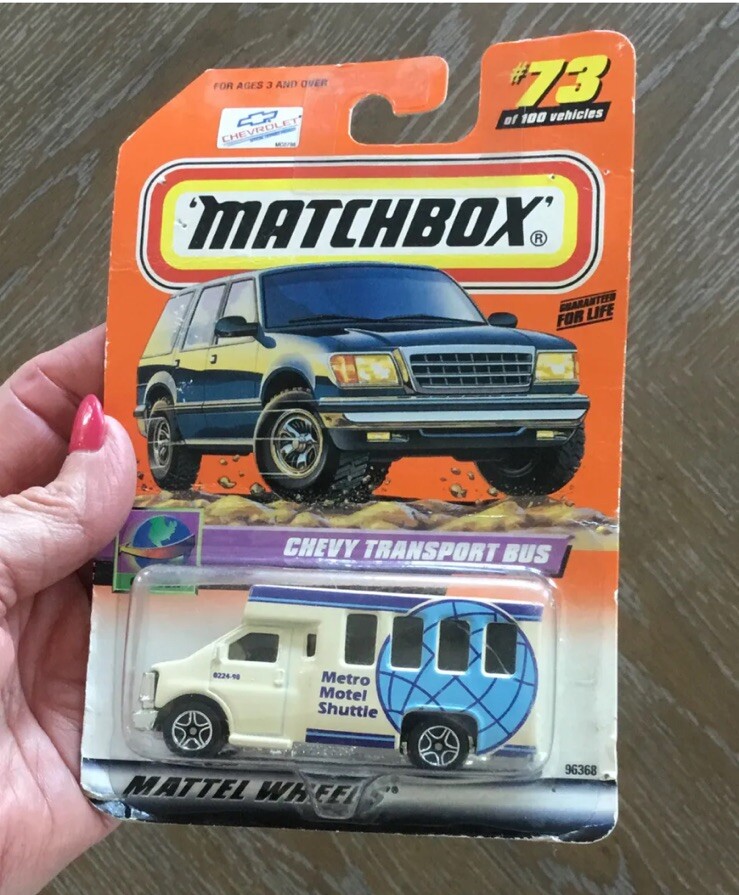 FOR AGES 3 AND OVER
#73
of 100 vehicles
CHEVROLET
'MATCHBOX'®
GUARANTEED
FOR LIFE
CHEVY TRANSPORT BUS
0224-98
Metro
Motel
Shuttle
96368
MATTEL WHEELS®